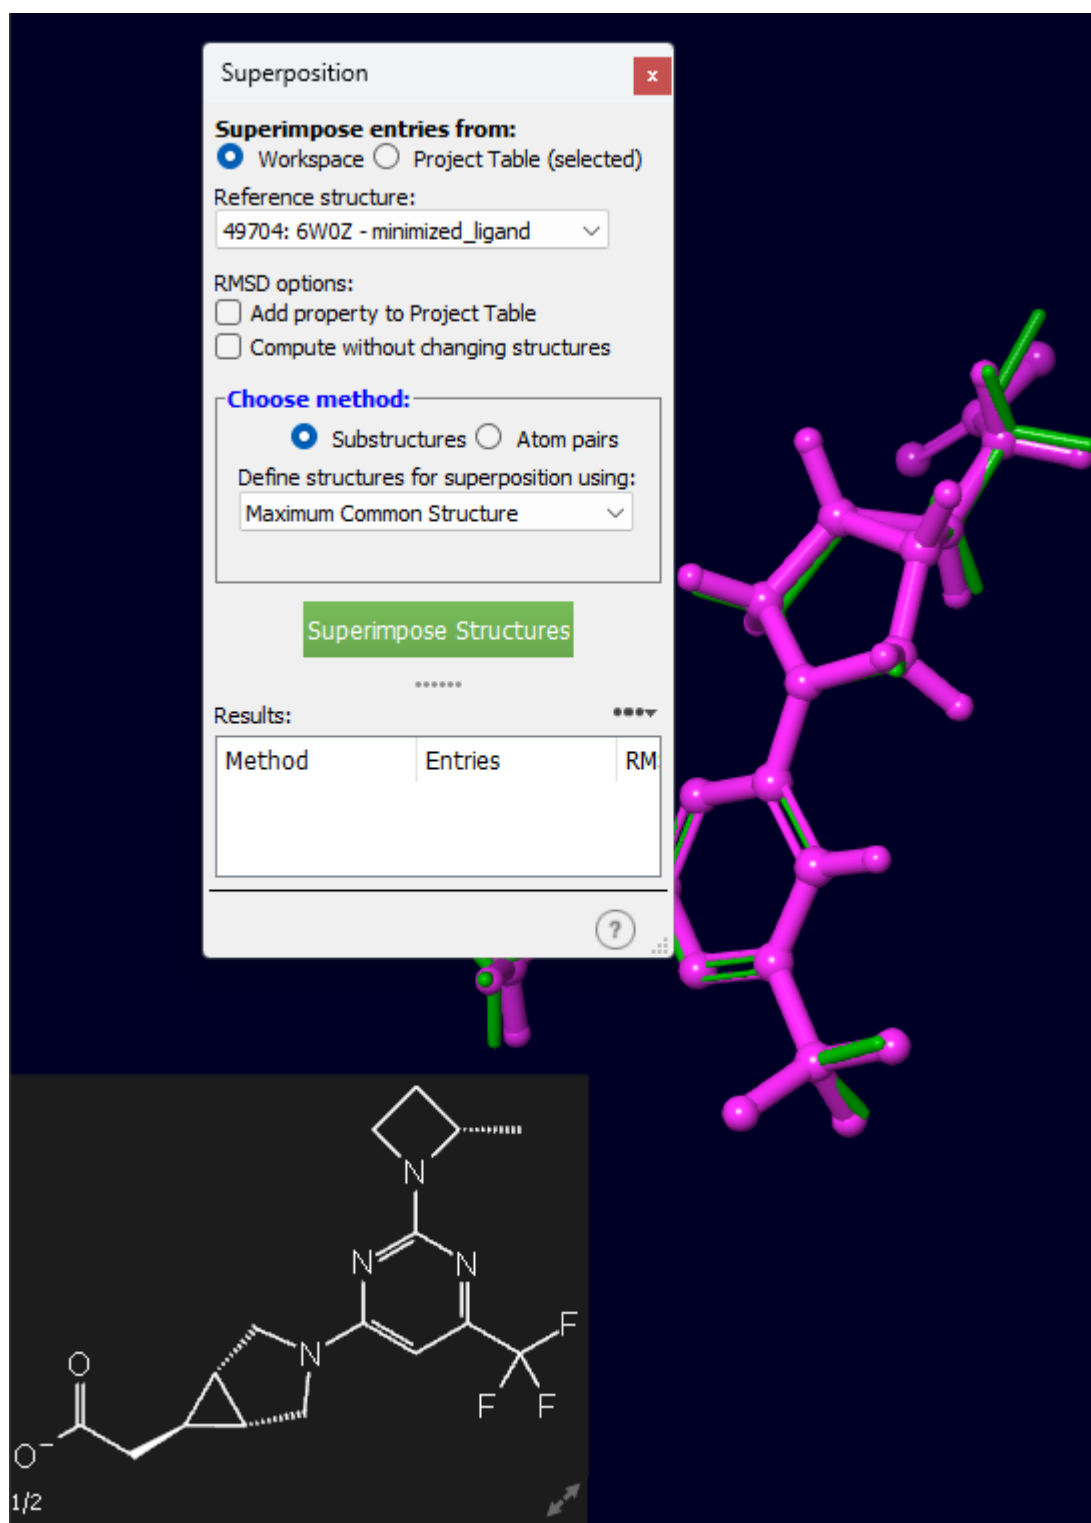 Superposition
x
Superimpose entries from:
Workspace Project Table (selected)
Reference structure:
49704: 6W0Z - minimized_ligand
RMSD options:
Add property to Project Table
Compute without changing structures
Choose method:
Substructures Atom pairs
Define structures for superposition using:
Maximum Common Structure
Superimpose Structures
Results:
Method Entries RM
?
N
N N
F
O N
F F
O⁻
1/2